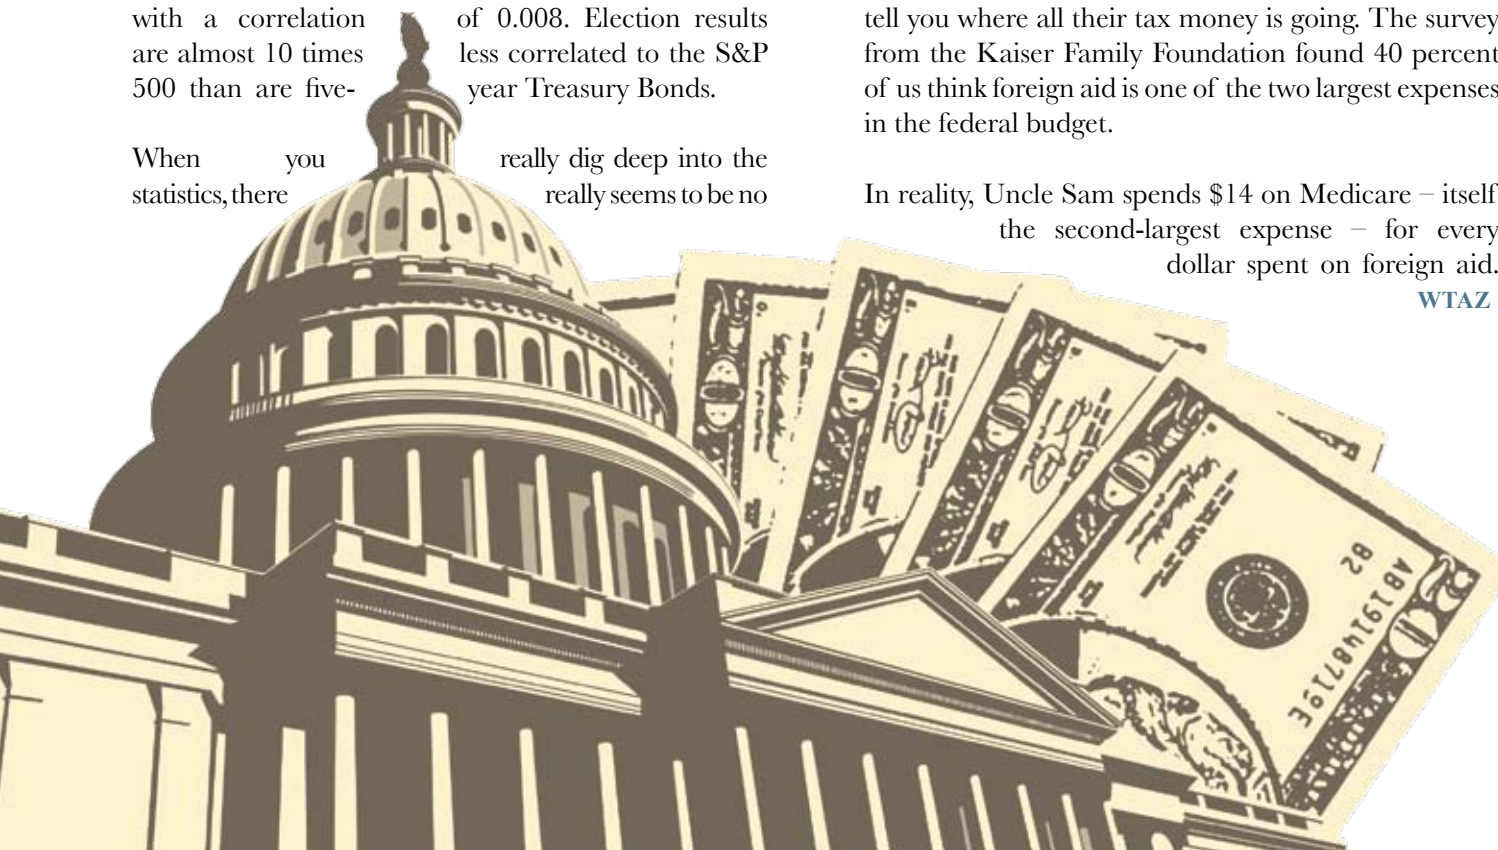 with a correlation of 0.008. Election results
are almost 10 times less correlated to the S&P
500 than are five-year Treasury Bonds.
When you really dig deep into the
statistics, there really seems to be no
tell you where all their tax money is going. The survey
from the Kaiser Family Foundation found 40 percent
of us think foreign aid is one of the two largest expenses
in the federal budget.
In reality, Uncle Sam spends $14 on Medicare – itself
the second-largest expense – for every
dollar spent on foreign aid.
WTAZ
B2
AB19148719E